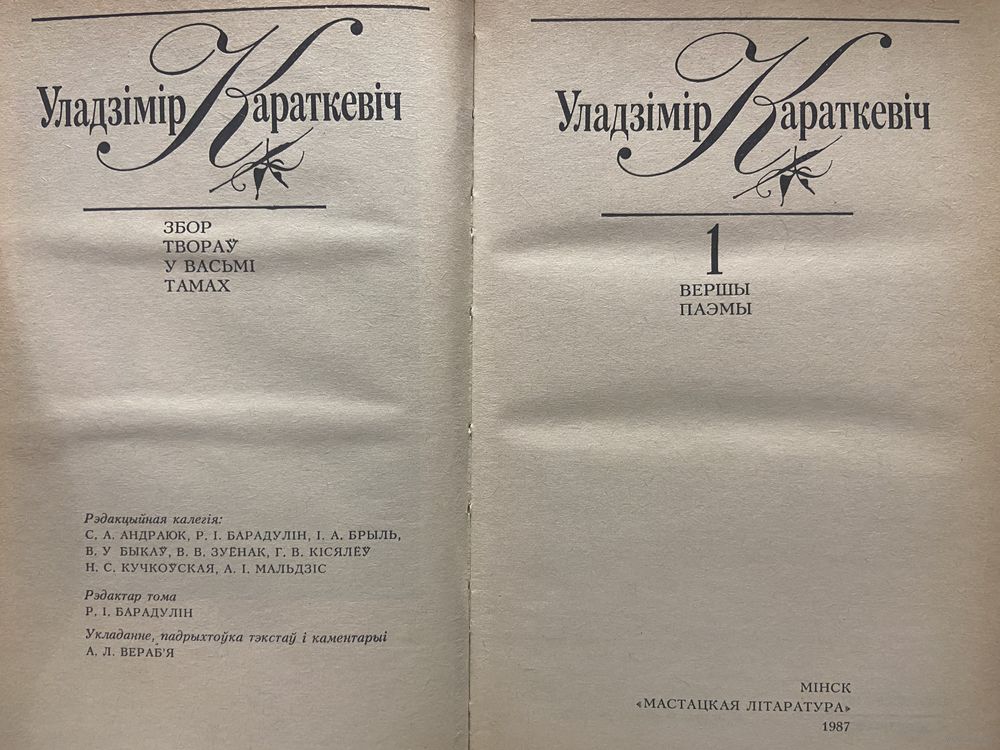 Уладзімір Караткевіч
ЗБОР
ТВОРАЎ
У ВАСЬМІ
ТАМАХ
Рэдакцыйная калегія:
С. А. АНДРАЮК, Р. І. БАРАДУЛІН, І. А. БРЫЛЬ,
В. У БЫКАЎ, В. В. ЗУЁНАК, Г. В. КІСЯЛЁЎ
Н. С. КУЧКОЎСКАЯ, А. І. МАЛЬДЗІС
Рэдактар тома
Р. І. БАРАДУЛІН
Укладанне, падрыхтоўка тэкстаў і каментарыі
А. Л. ВЕРАБ'Я
Уладзімір Караткевіч
1
ВЕРШЫ
ПАЭМЫ
МІНСК
«МАСТАЦКАЯ ЛІТАРАТУРА»
1987